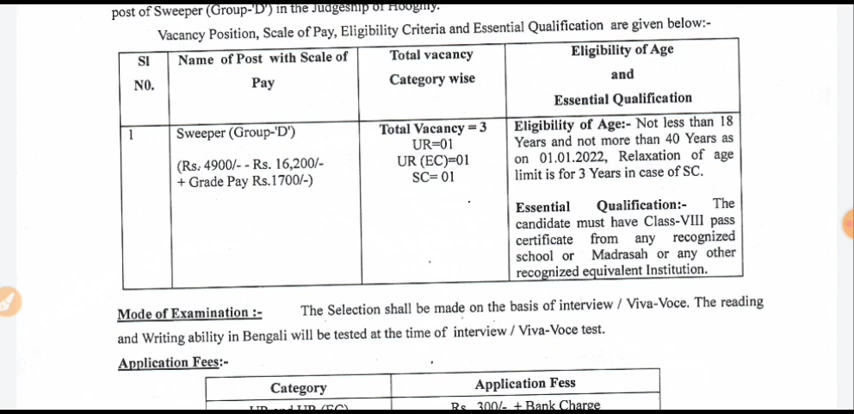 post of Sweeper (Group-'D') in the Judgeship of Hooghly.
Vacancy Position, Scale of Pay, Eligibility Criteria and Essential Qualification are given below:-
Sl NO.
Name of Post with Scale of Pay
Total vacancy Category wise
Eligibility of Age and Essential Qualification
1
Sweeper (Group-'D')
(Rs. 4900/- - Rs. 16,200/-
+ Grade Pay Rs.1700/-)
Total Vacancy = 3
UR=01
UR (EC)=01
SC= 01
Eligibility of Age:- Not less than 18
Years and not more than 40 Years as
on 01.01.2022, Relaxation of age
limit is for 3 Years in case of SC.
Essential Qualification:- The
candidate must have Class-VIII pass
certificate from any recognized
school or Madrasah or any other
recognized equivalent Institution.
Mode of Examination :- The Selection shall be made on the basis of interview / Viva-Voce. The reading
and Writing ability in Bengali will be tested at the time of interview / Viva-Voce test.
Application Fees:-
Category Application Fess
UR and UR (EC) Rs. 300/- + Bank Charge